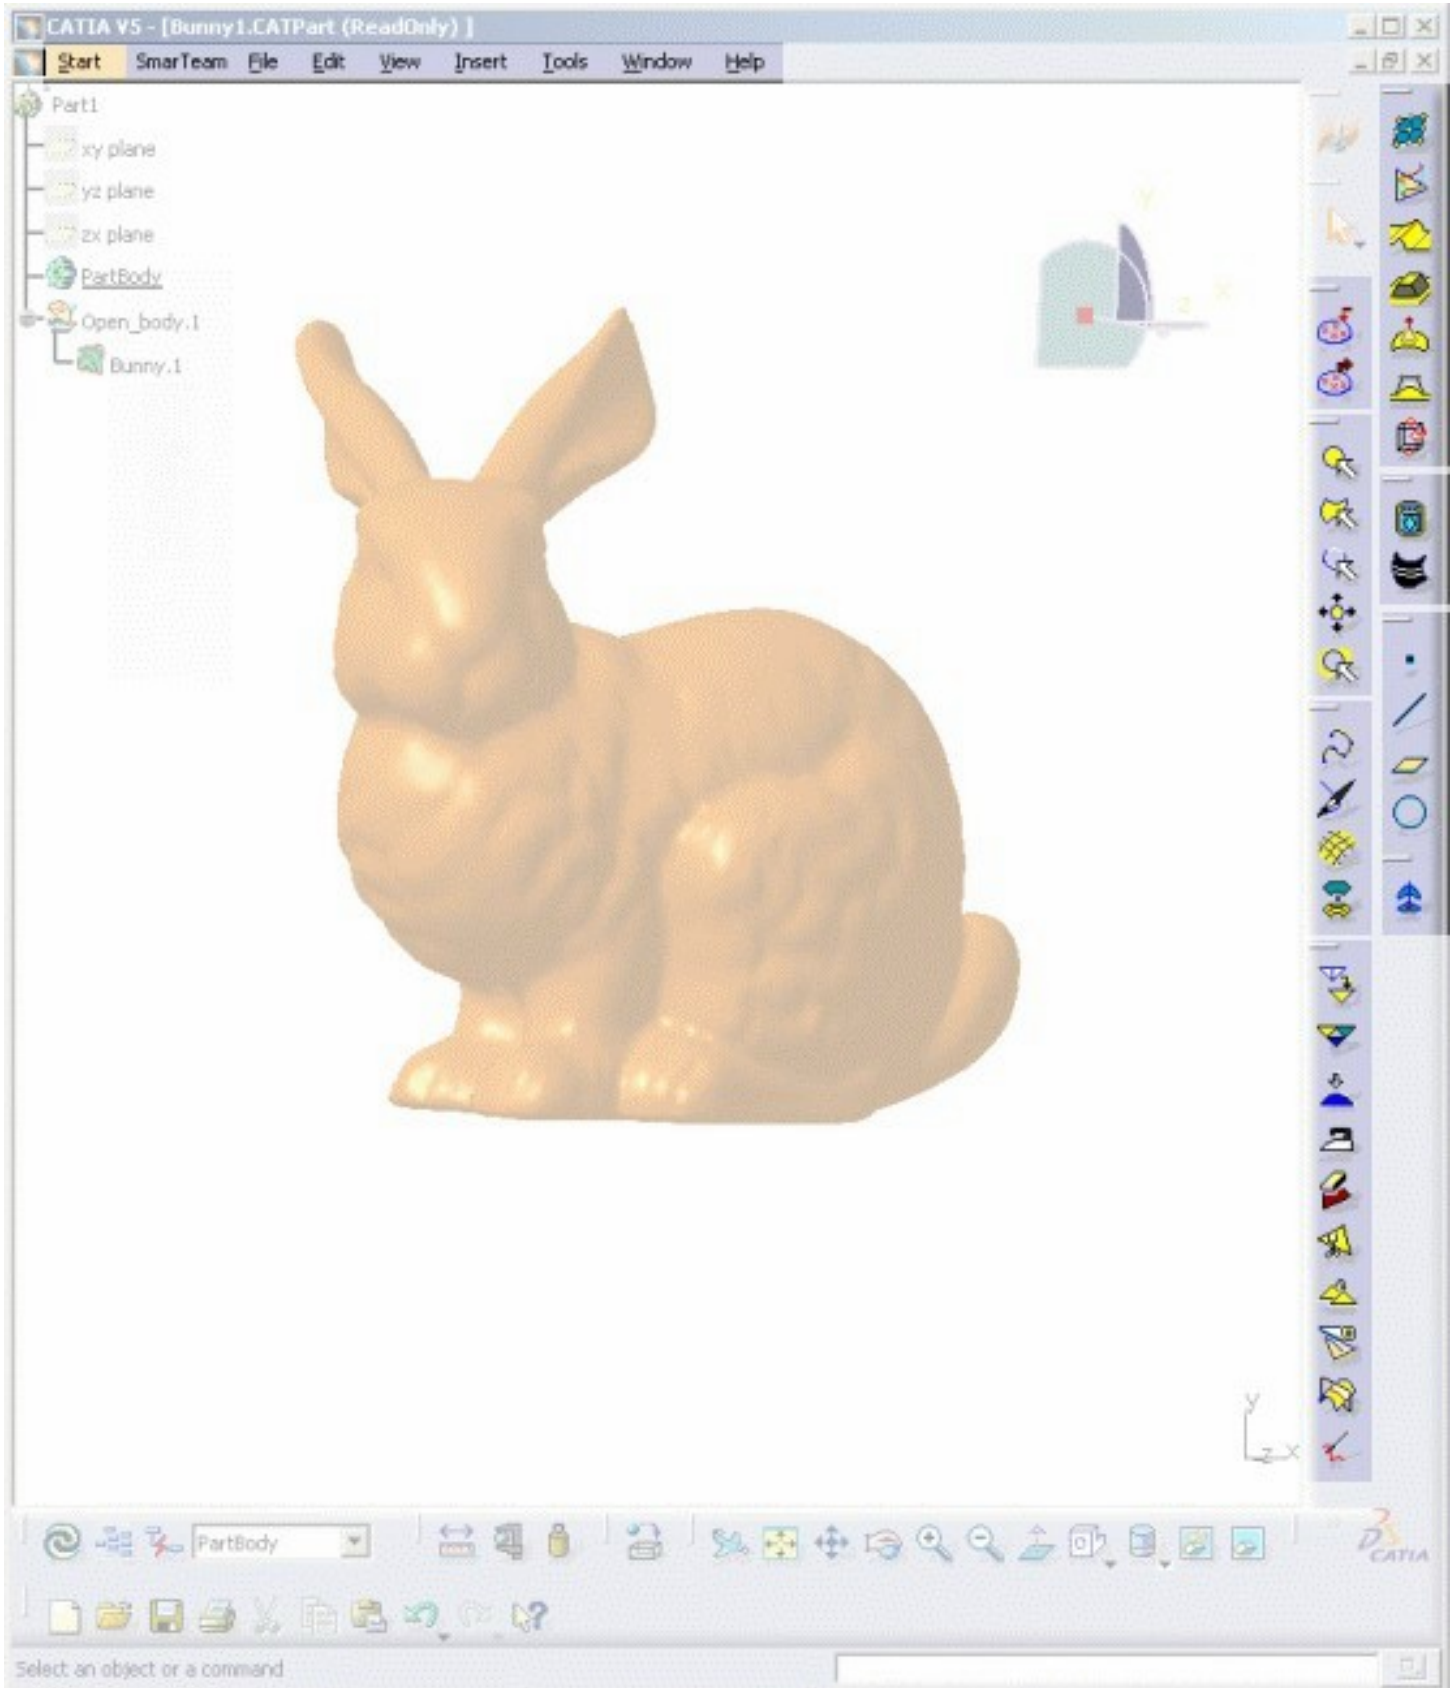 CATIA V5 - [Bunny1.CATPart (ReadOnly) ]
Start SmarTeam File Edit View Insert Tools Window Help
Part1
xy plane
yz plane
zx plane
PartBody
Open_body.1
Bunny.1
y
z x
y
z x
PartBody
CATIA
Select an object or a command